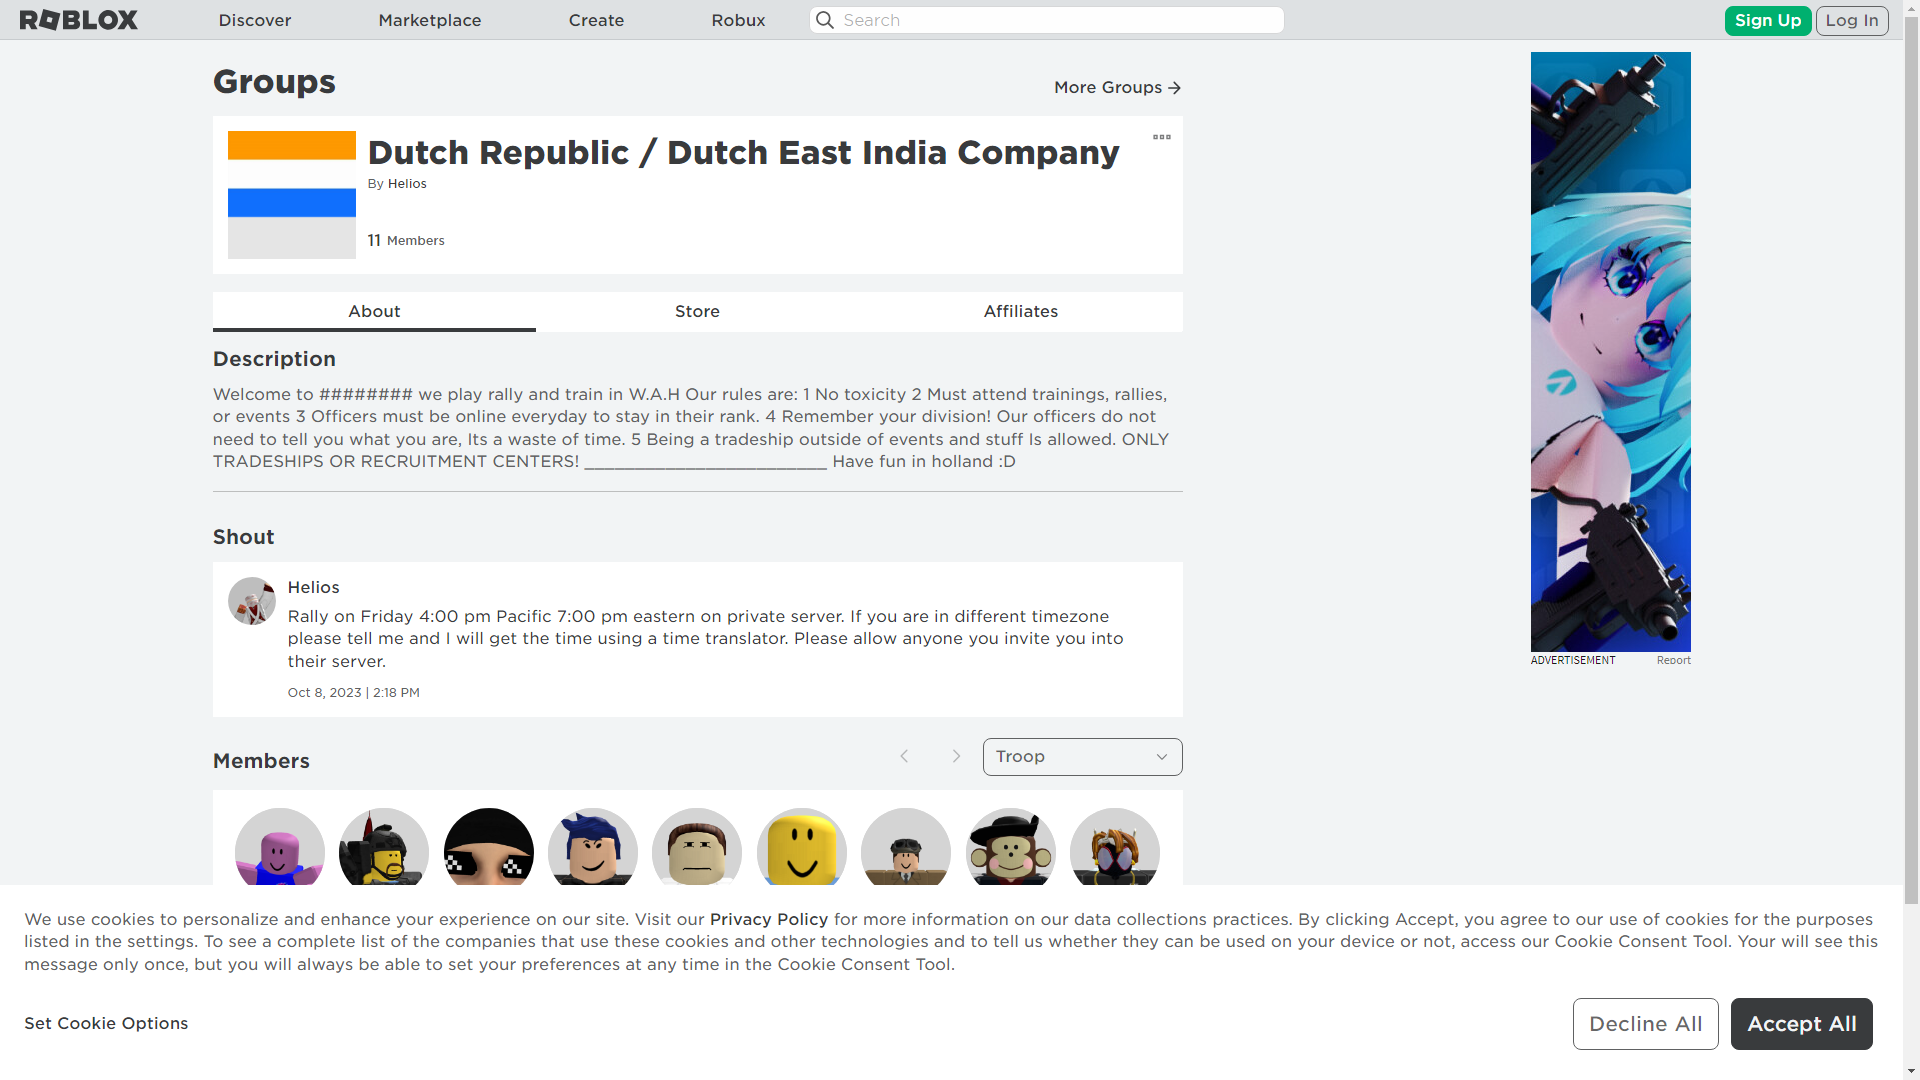 ROBLOX
Discover
Marketplace
Create
Robux
Search
Sign Up
Log In
Groups
More Groups
Dutch Republic / Dutch East India Company
By Helios
11 Members
About
Store
Affiliates
Description
Welcome to ######## we play rally and train in W.A.H Our rules are: 1 No toxicity 2 Must attend trainings, rallies,
or events 3 Officers must be online everyday to stay in their rank. 4 Remember your division! Our officers do not
need to tell you what you are, Its a waste of time. 5 Being a tradeship outside of events and stuff Is allowed. ONLY
TRADESHIPS OR RECRUITMENT CENTERS! ________________________ Have fun in holland :D
Shout
Helios
Rally on Friday 4:00 pm Pacific 7:00 pm eastern on private server. If you are in different timezone
please tell me and I will get the time using a time translator. Please allow anyone you invite you into
their server.
Oct 8, 2023 | 2:18 PM
ADVERTISEMENT
Report
Members
Troop
We use cookies to personalize and enhance your experience on our site. Visit our Privacy Policy for more information on our data collections practices. By clicking Accept, you agree to our use of cookies for the purposes
listed in the settings. To see a complete list of the companies that use these cookies and other technologies and to tell us whether they can be used on your device or not, access our Cookie Consent Tool. Your will see this
message only once, but you will always be able to set your preferences at any time in the Cookie Consent Tool.
Set Cookie Options
Decline All
Accept All